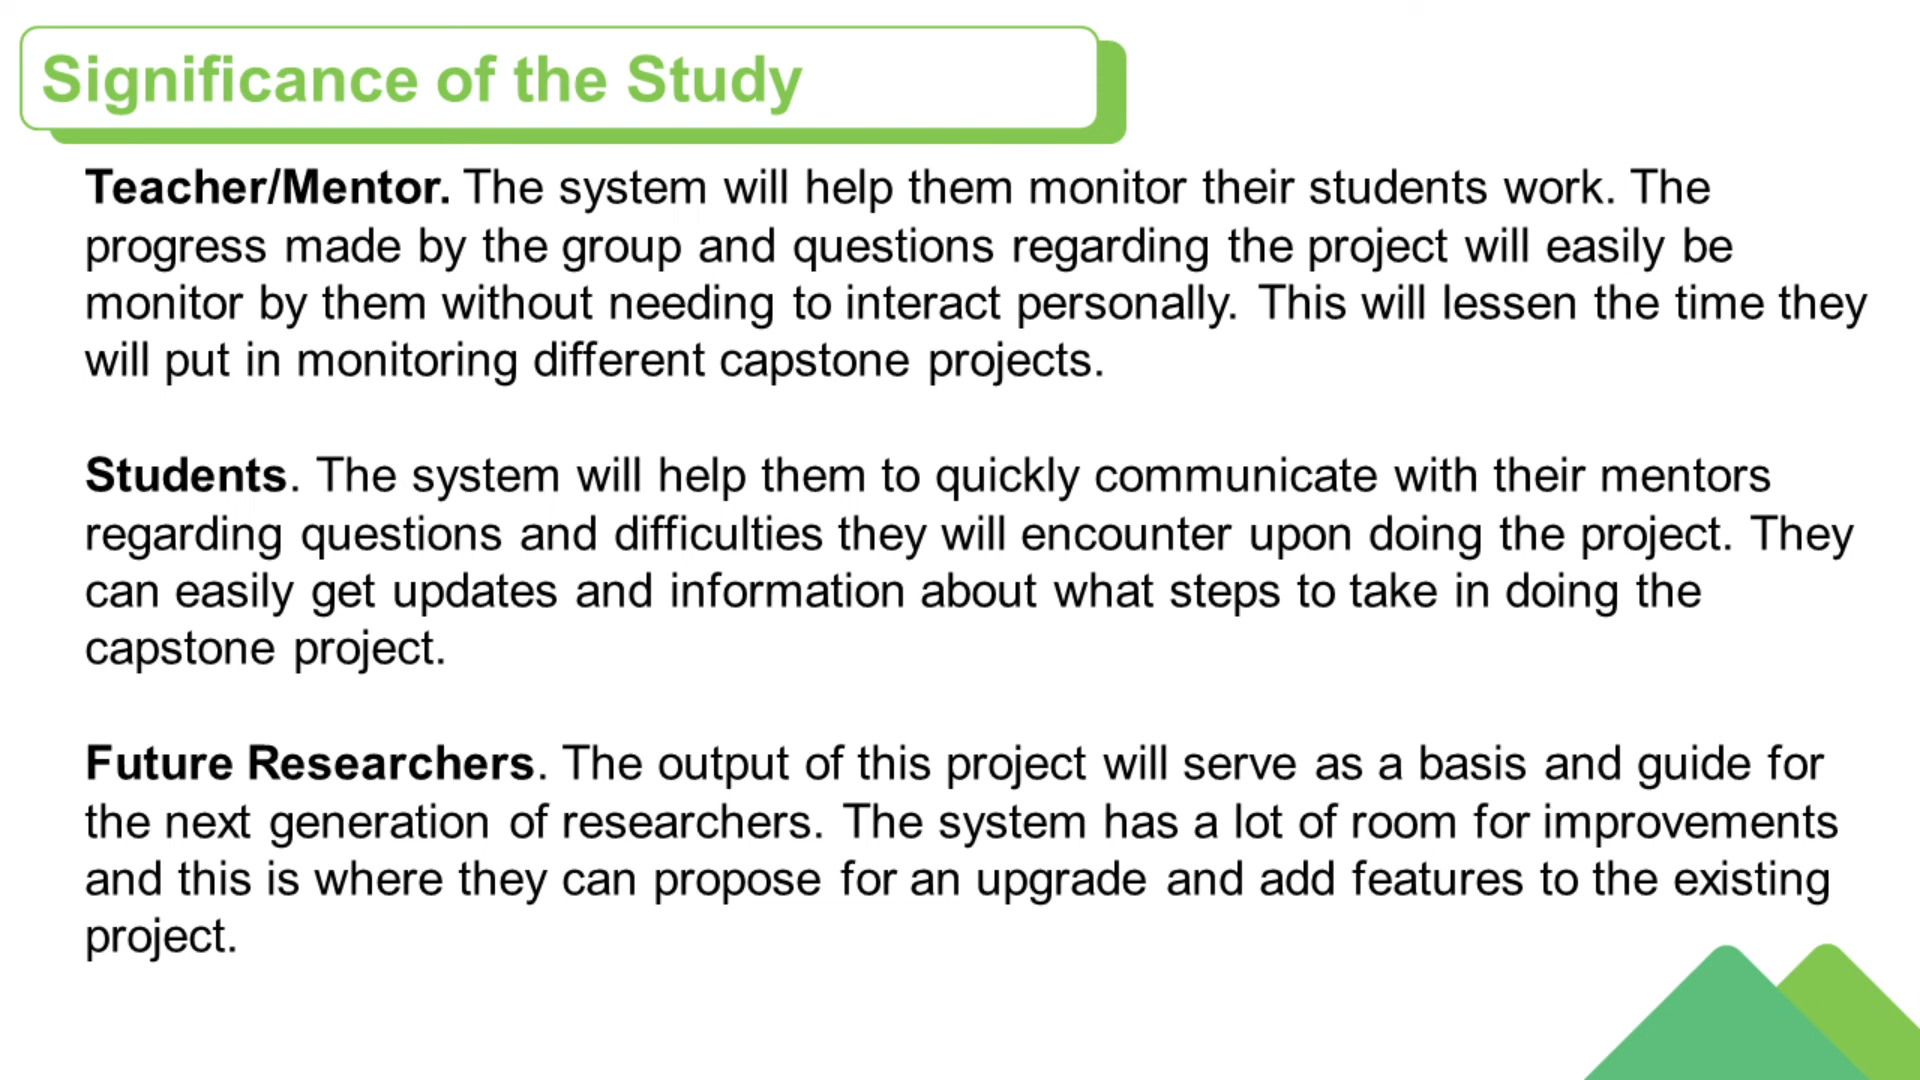 Significance of the Study
Teacher/Mentor. The system will help them monitor their students work. The
progress made by the group and questions regarding the project will easily be
monitor by them without needing to interact personally. This will lessen the time they
will put in monitoring different capstone projects.
Students. The system will help them to quickly communicate with their mentors
regarding questions and difficulties they will encounter upon doing the project. They
can easily get updates and information about what steps to take in doing the
capstone project.
Future Researchers. The output of this project will serve as a basis and guide for
the next generation of researchers. The system has a lot of room for improvements
and this is where they can propose for an upgrade and add features to the existing
project.